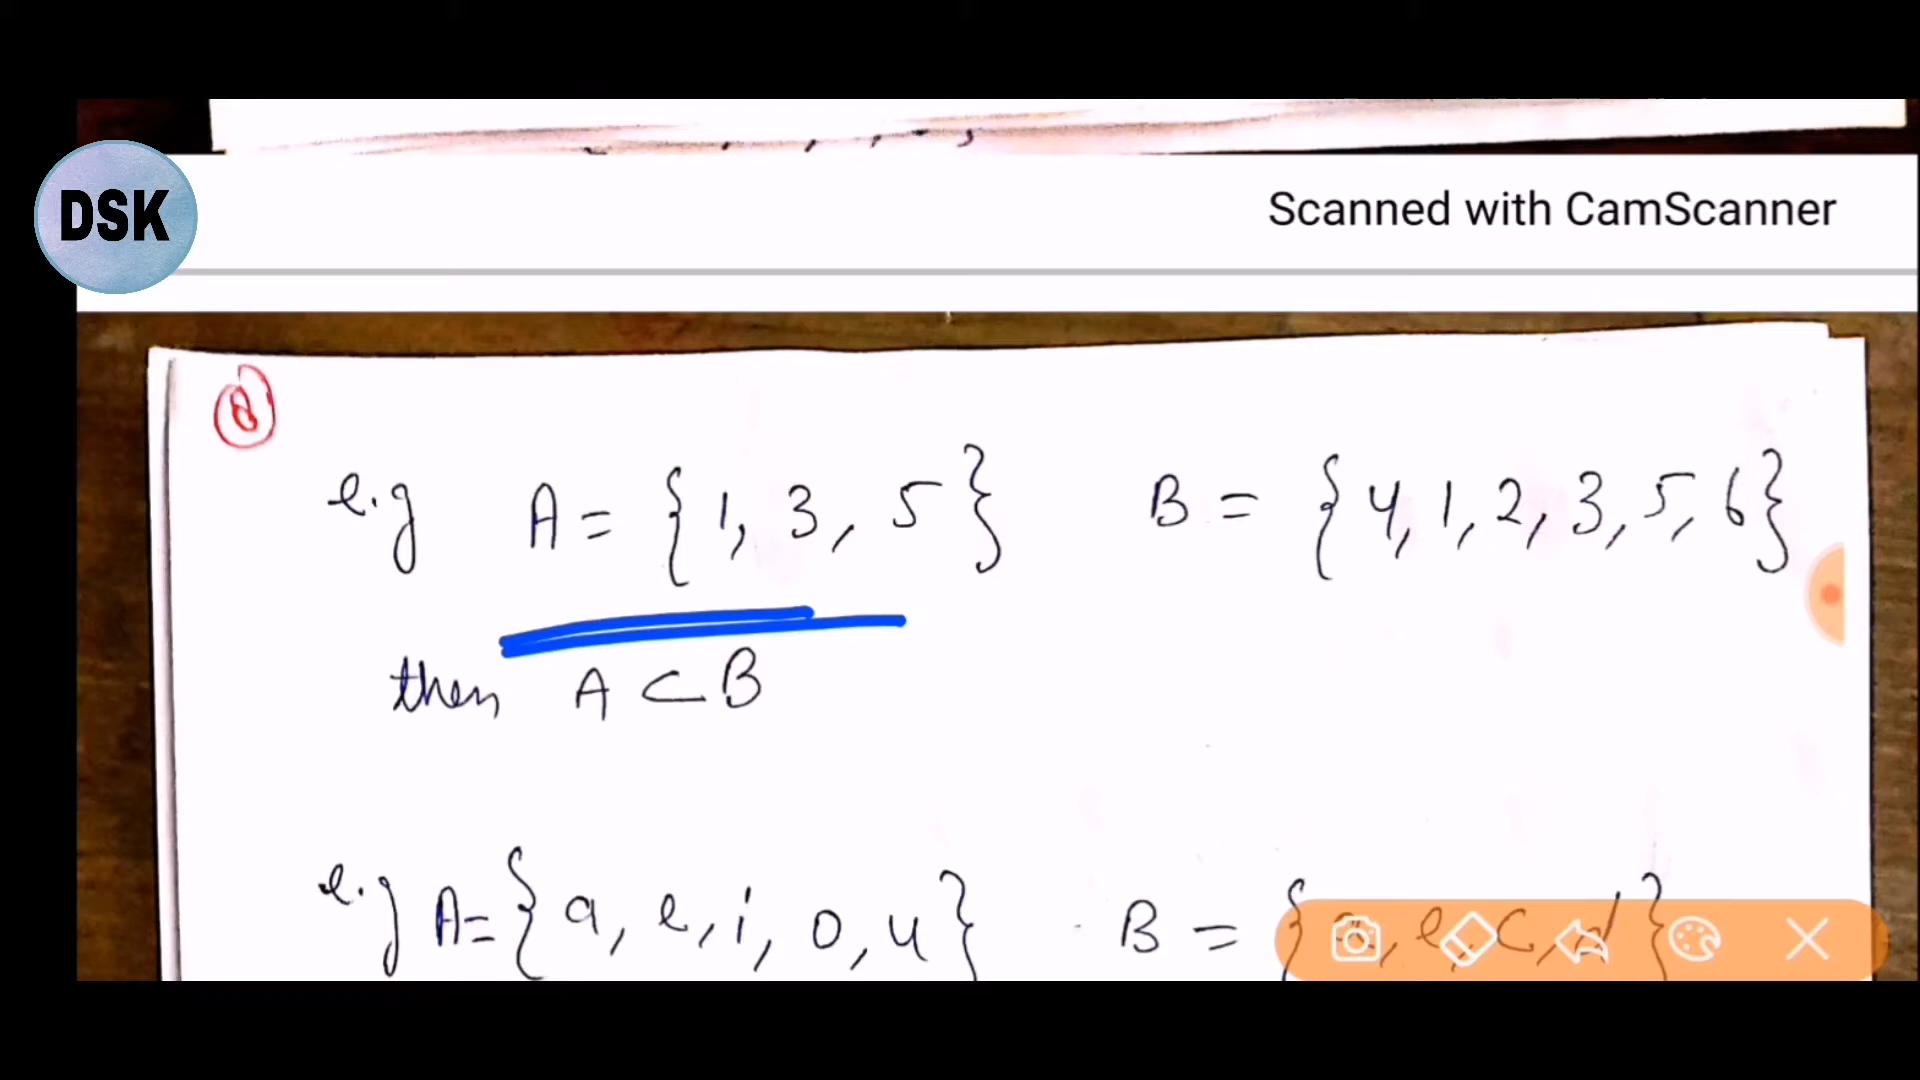 DSK
Scanned with CamScanner
8
e.g A = {1, 3, 5} B = {4, 1, 2, 3, 5, 6}
then A ⊂ B
e.g A = {a, e, i, o, u} B = {a, e, c, d}